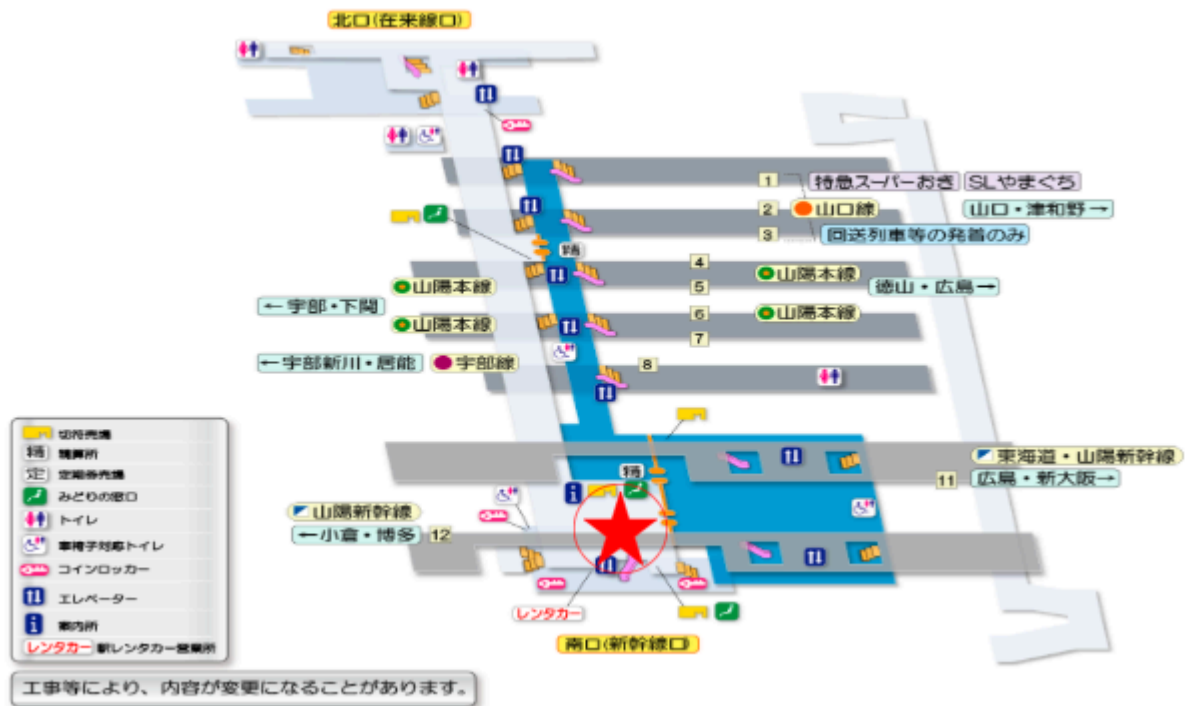 北口(在来線口)
1
特急スーパーおき
SLやまぐち
2
山口線
山口・津和野→
3
回送列車等の発着のみ
精
4
山陽本線
山陽本線
5
徳山・広島→
←宇部・下関
6
山陽本線
山陽本線
7
←宇部新川・居能
宇部線
8
切符売場
精 精算所
定 定期券売場
みどりの窓口
トイレ
車椅子対応トイレ
コインロッカー
エレベーター
i 案内所
レンタカー 駅レンタカー営業所
東海道・山陽新幹線
11
広島・新大阪→
精
i
山陽新幹線
←小倉・博多
12
レンタカー
南口(新幹線口)
工事等により、内容が変更になることがあります。